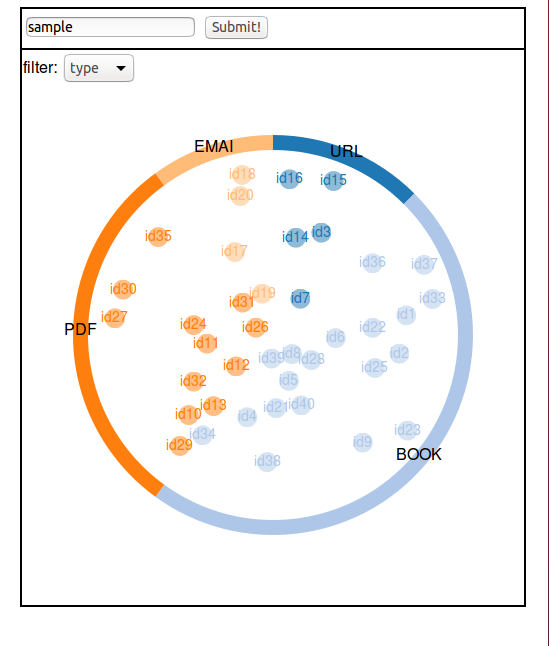 sample Submit!
filter: type
EMAI URL
id18 id16 id15
id20
id35 id17 id14 id3
id36 id37
id30 id31 id19 id7 id33
id27 id24 id26 id22 id1
PDF id11 id6
id12 id39 id8 id28 id25 id2
id32 id5
id10 id13 id4 id21 id40
id29 id34 id9 id23
id38 BOOK